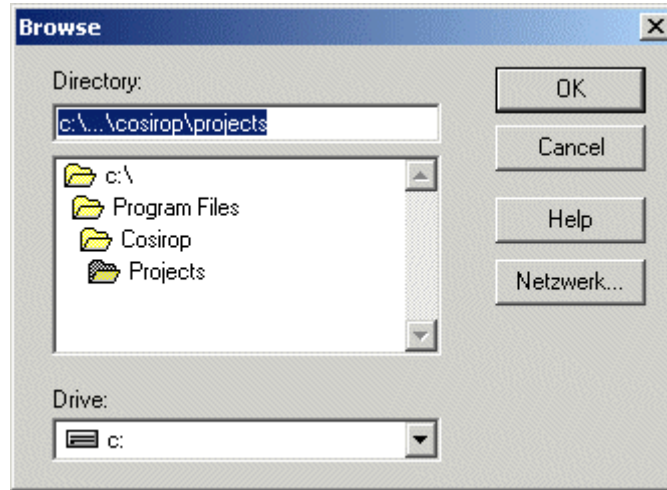 Browse
Directory:
c:\...\cosirop\projects
c:\
Program Files
Cosirop
Projects
Drive:
c:
OK
Cancel
Help
Netzwerk...